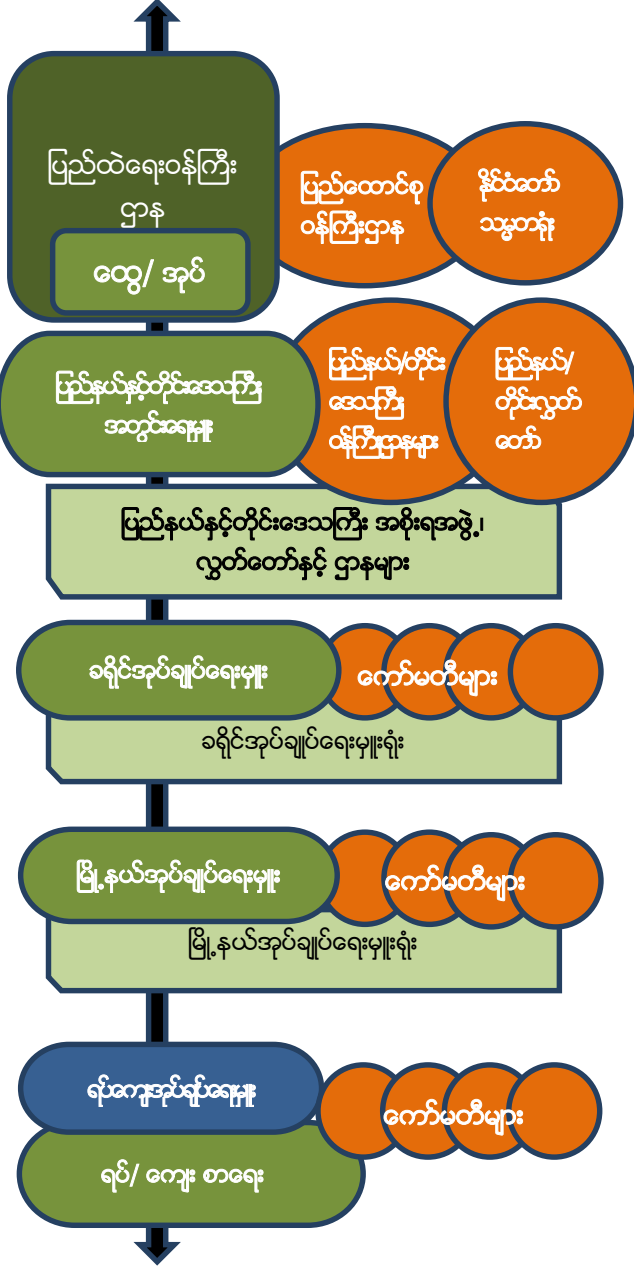 ပြည်ထဲရေးဝန်ကြီး
ဌာန
ထွေ/ အုပ်
ပြည်ထောင်စု
ဝန်ကြီးဌာန
နိုင်ငံတော်
သမ္မတရုံး
ပြည်နယ်နှင့်တိုင်းဒေသကြီး
အတွင်းရေးမှူး
ပြည်နယ်/တိုင်း
ဒေသကြီး
ဝန်ကြီးဌာနများ
ပြည်နယ်/
တိုင်းလွှတ်
တော်
ပြည်နယ်နှင့်တိုင်းဒေသကြီး အစိုးရအဖွဲ့၊
လွှတ်တော်နှင့် ဌာနများ
ခရိုင်အုပ်ချုပ်ရေးမှူး
ကော်မတီများ
ခရိုင်အုပ်ချုပ်ရေးမှူးရုံး
မြို့နယ်အုပ်ချုပ်ရေးမှူး
ကော်မတီများ
မြို့နယ်အုပ်ချုပ်ရေးမှူးရုံး
ရပ်ကျေးအုပ်ချုပ်ရေးမှူး
ကော်မတီများ
ရပ်/ ကျေး စာရေး